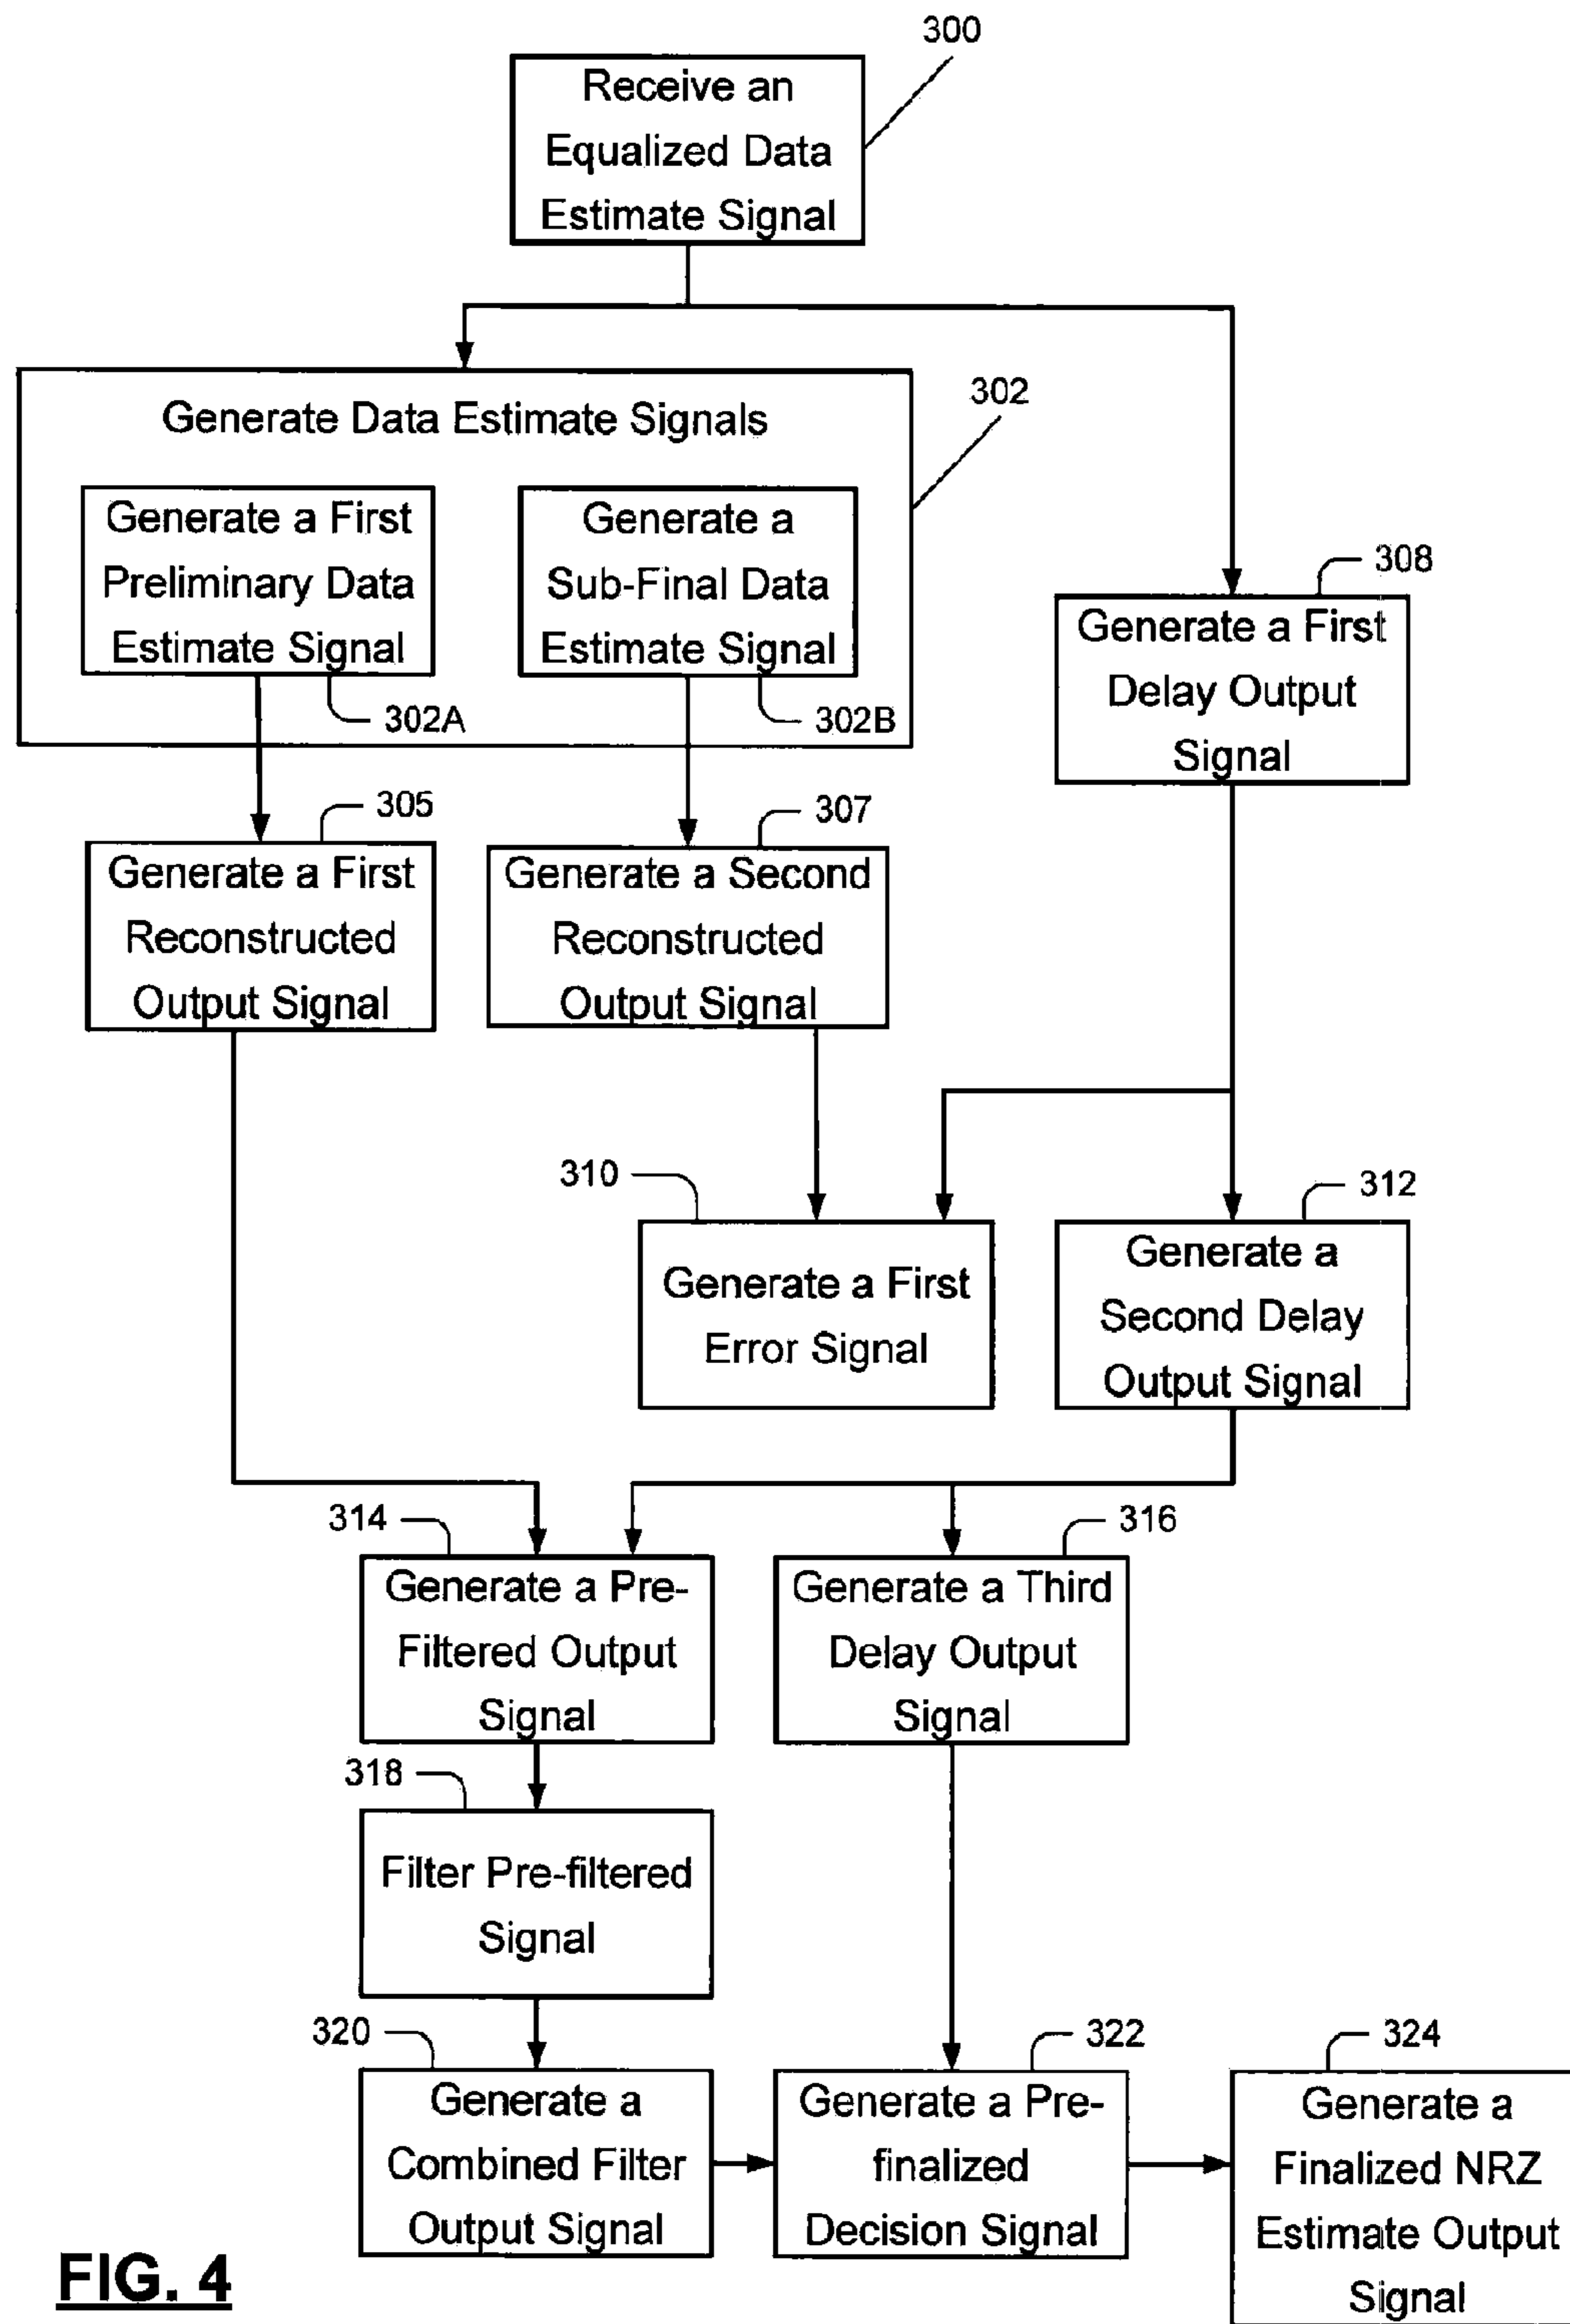 300
Receive an
Equalized Data
Estimate Signal
302
Generate Data Estimate Signals
Generate a First
Preliminary Data
Estimate Signal
302A
Generate a
Sub-Final Data
Estimate Signal
302B
308
Generate a First
Delay Output
Signal
305
Generate a First
Reconstructed
Output Signal
307
Generate a Second
Reconstructed
Output Signal
310
Generate a First
Error Signal
312
Generate a
Second Delay
Output Signal
314
Generate a Pre-
Filtered Output
Signal
316
Generate a Third
Delay Output
Signal
318
Filter Pre-filtered
Signal
320
Generate a
Combined Filter
Output Signal
322
Generate a Pre-
finalized
Decision Signal
324
Generate a
Finalized NRZ
Estimate Output
Signal
FIG. 4